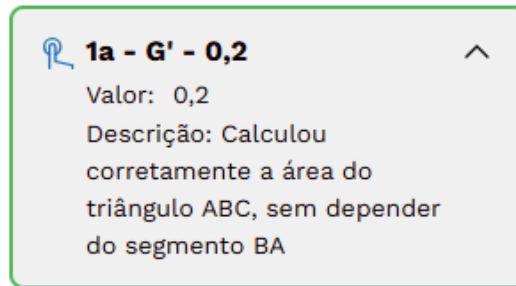 1a - G' - 0,2
Valor: 0,2
Descrição: Calculou
corretamente a área do
triângulo ABC, sem depender
do segmento BA